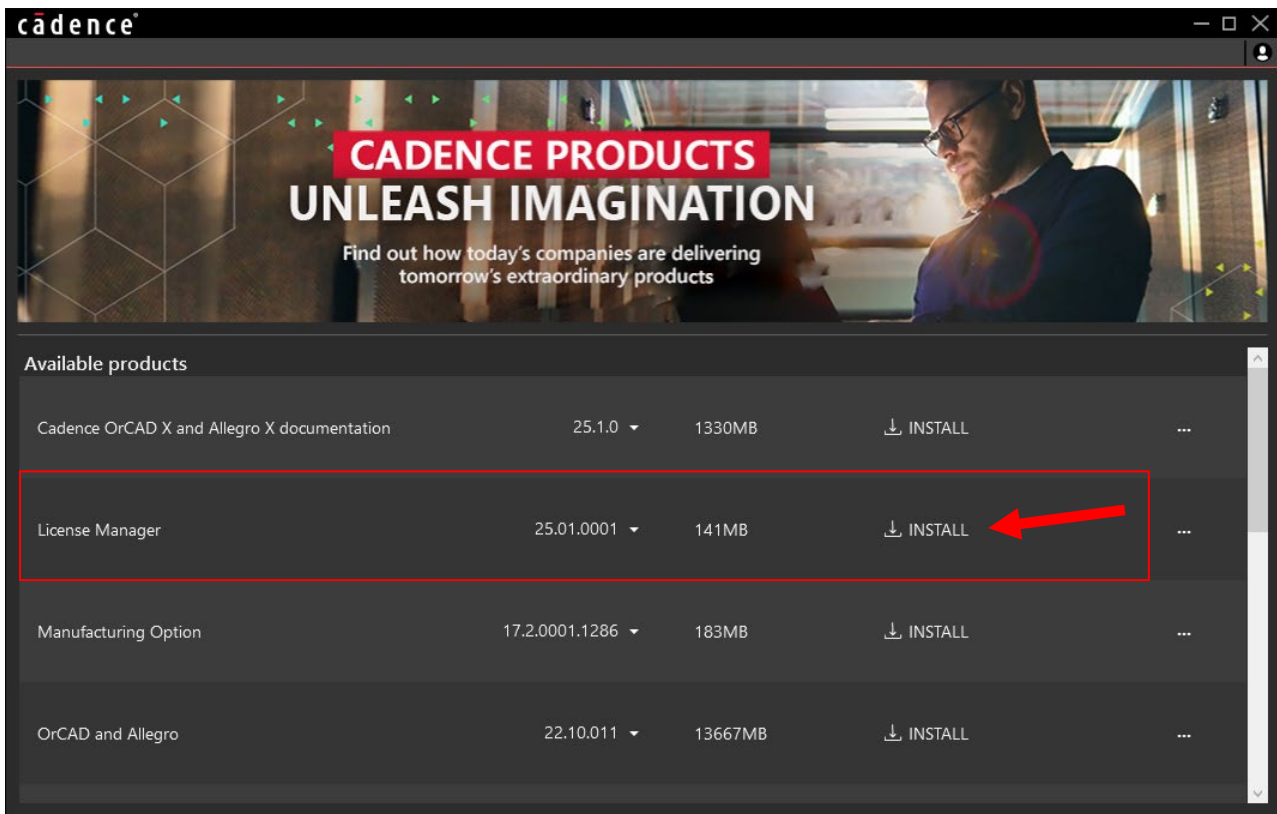 cādence®
CADENCE PRODUCTS
UNLEASH IMAGINATION
Find out how today's companies are delivering
tomorrow's extraordinary products
Available products
Cadence OrCAD X and Allegro X documentation 25.1.0 1330MB INSTALL ...
License Manager 25.01.0001 141MB INSTALL ...
Manufacturing Option 17.2.0001.1286 183MB INSTALL ...
OrCAD and Allegro 22.10.011 13667MB INSTALL ...